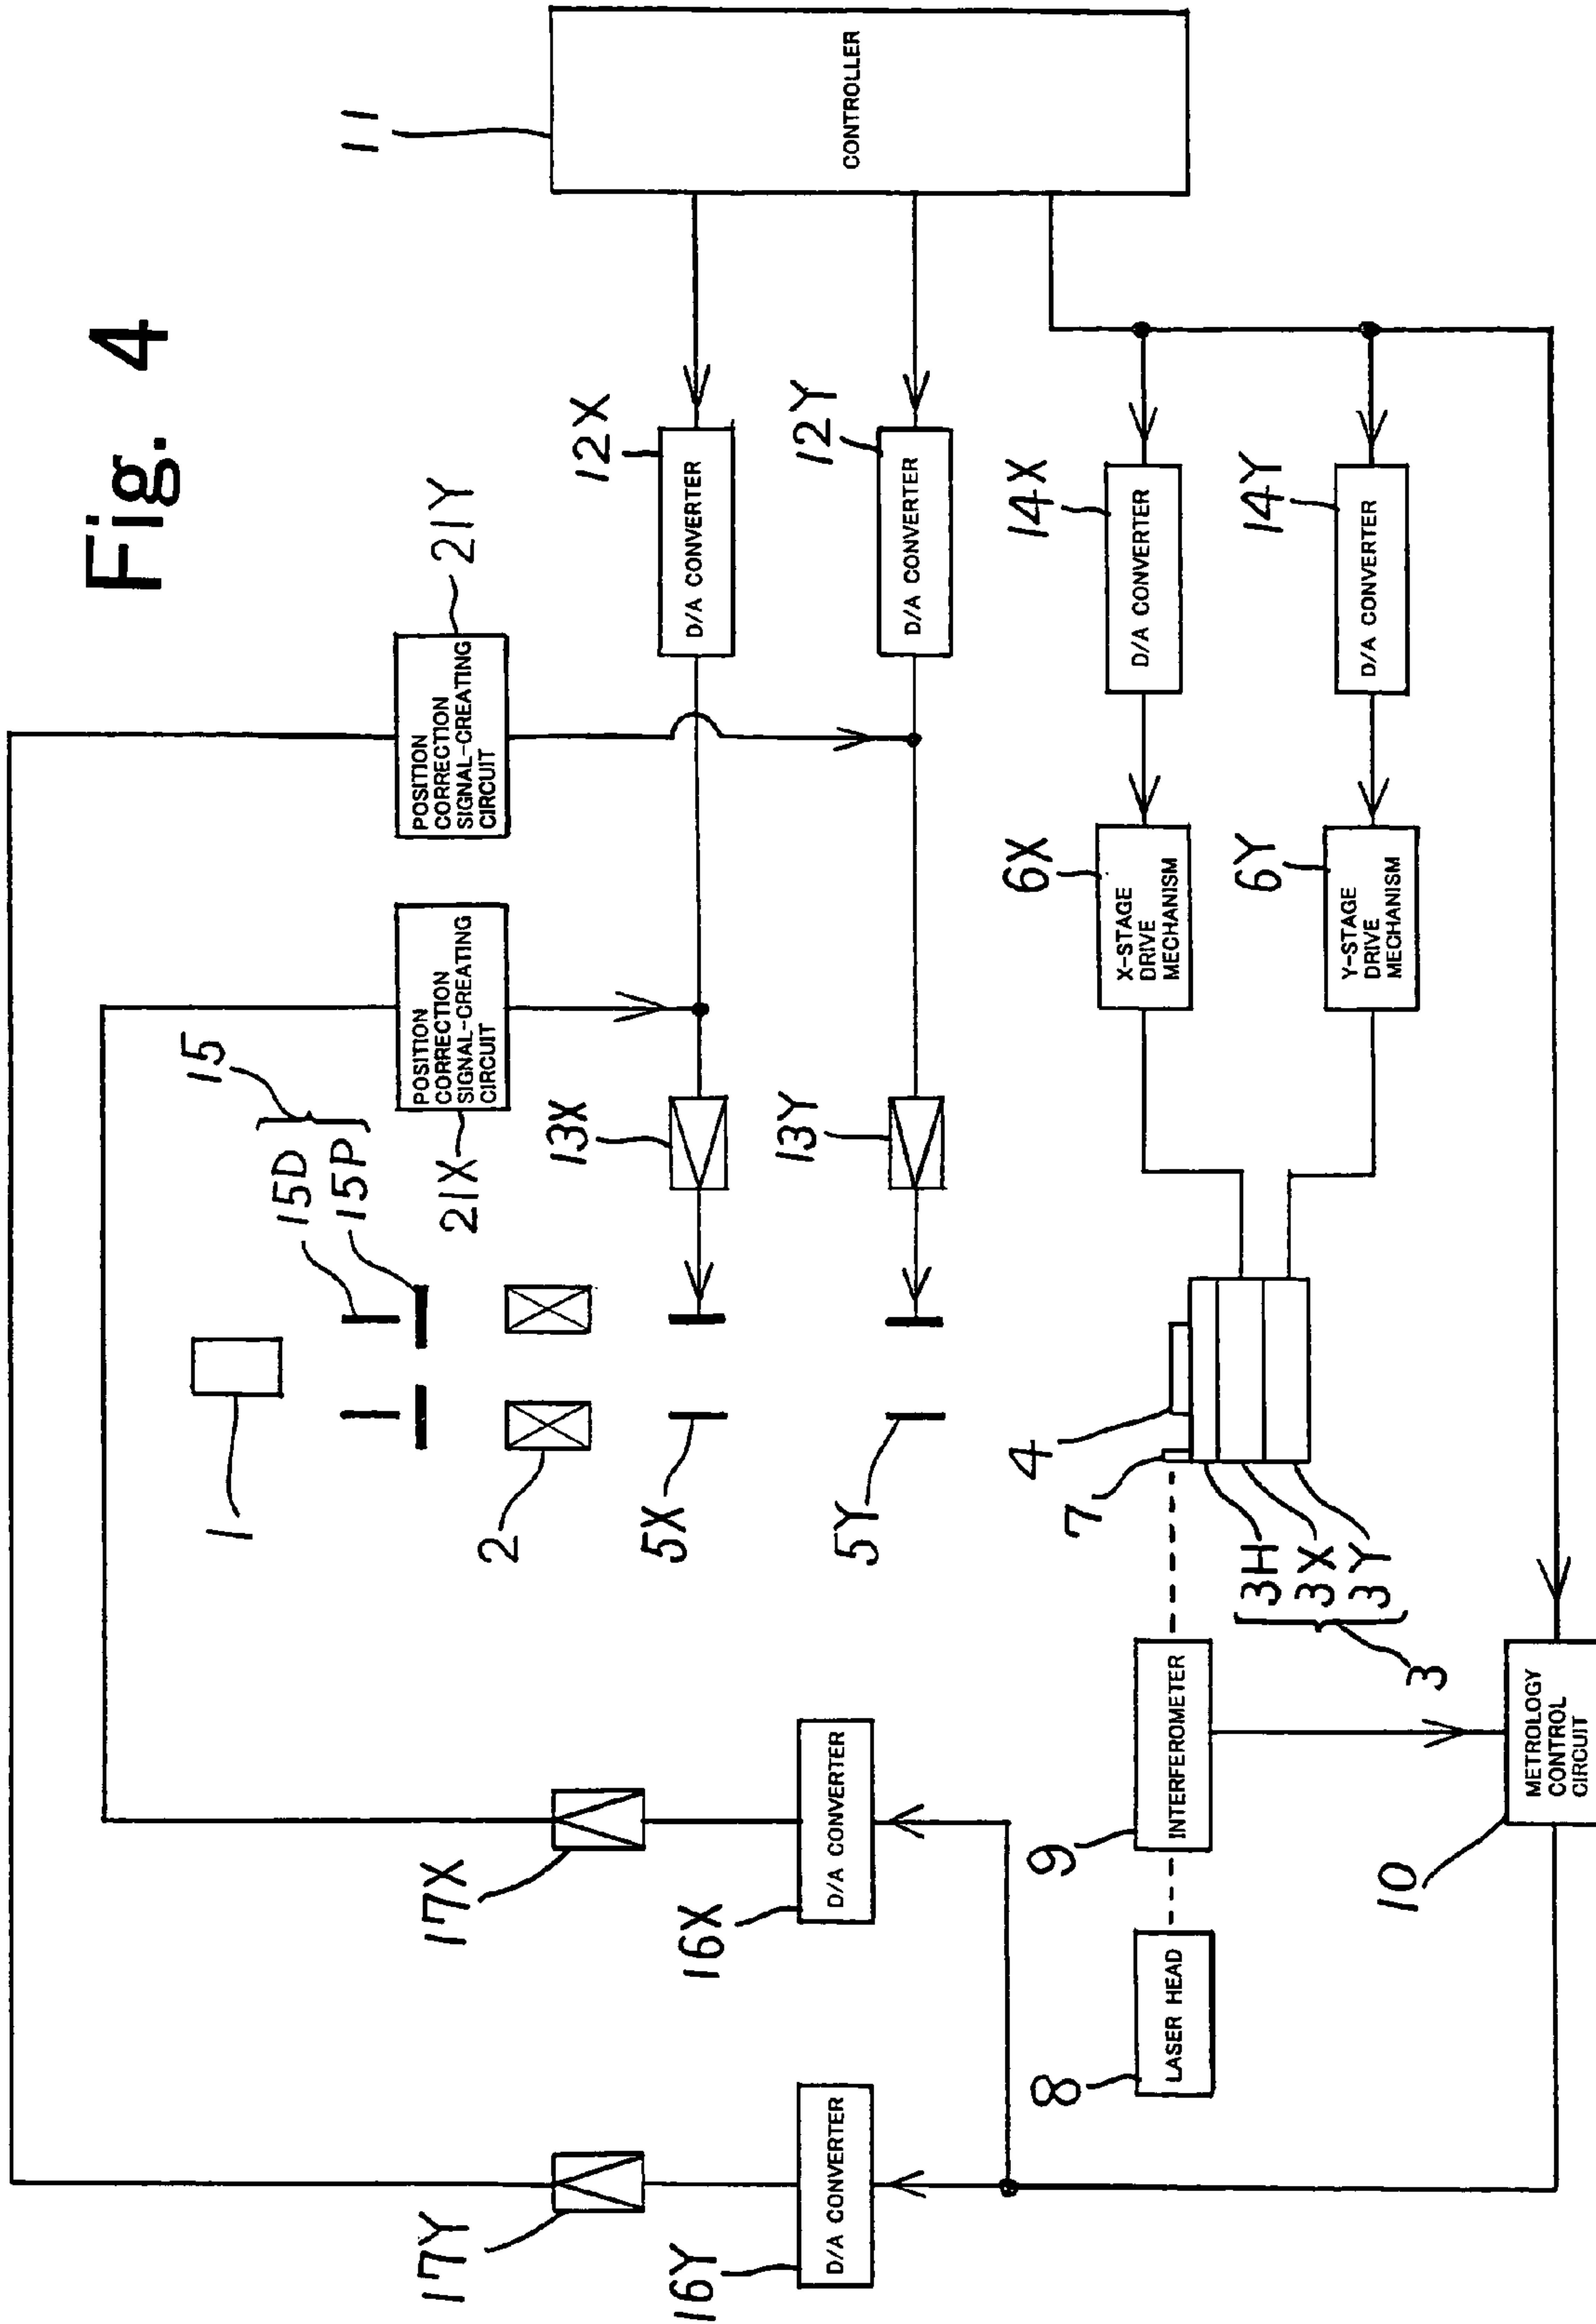 Fig. 4
1
15D
15P
15
2
5X
5Y
21X
POSITION
CORRECTION
SIGNAL-CREATING
CIRCUIT
21Y
POSITION
CORRECTION
SIGNAL-CREATING
CIRCUIT
11
CONTROLLER
17Y
17X
13X
12X
D/A CONVERTER
13Y
12Y
D/A CONVERTER
16Y
D/A CONVERTER
16X
D/A CONVERTER
8
LASER HEAD
9
INTERFEROMETER
7
4
3H
3X
3Y
3
6X
X-STAGE
DRIVE
MECHANISM
14X
D/A CONVERTER
6Y
Y-STAGE
DRIVE
MECHANISM
14Y
D/A CONVERTER
10
METROLOGY
CONTROL
CIRCUIT